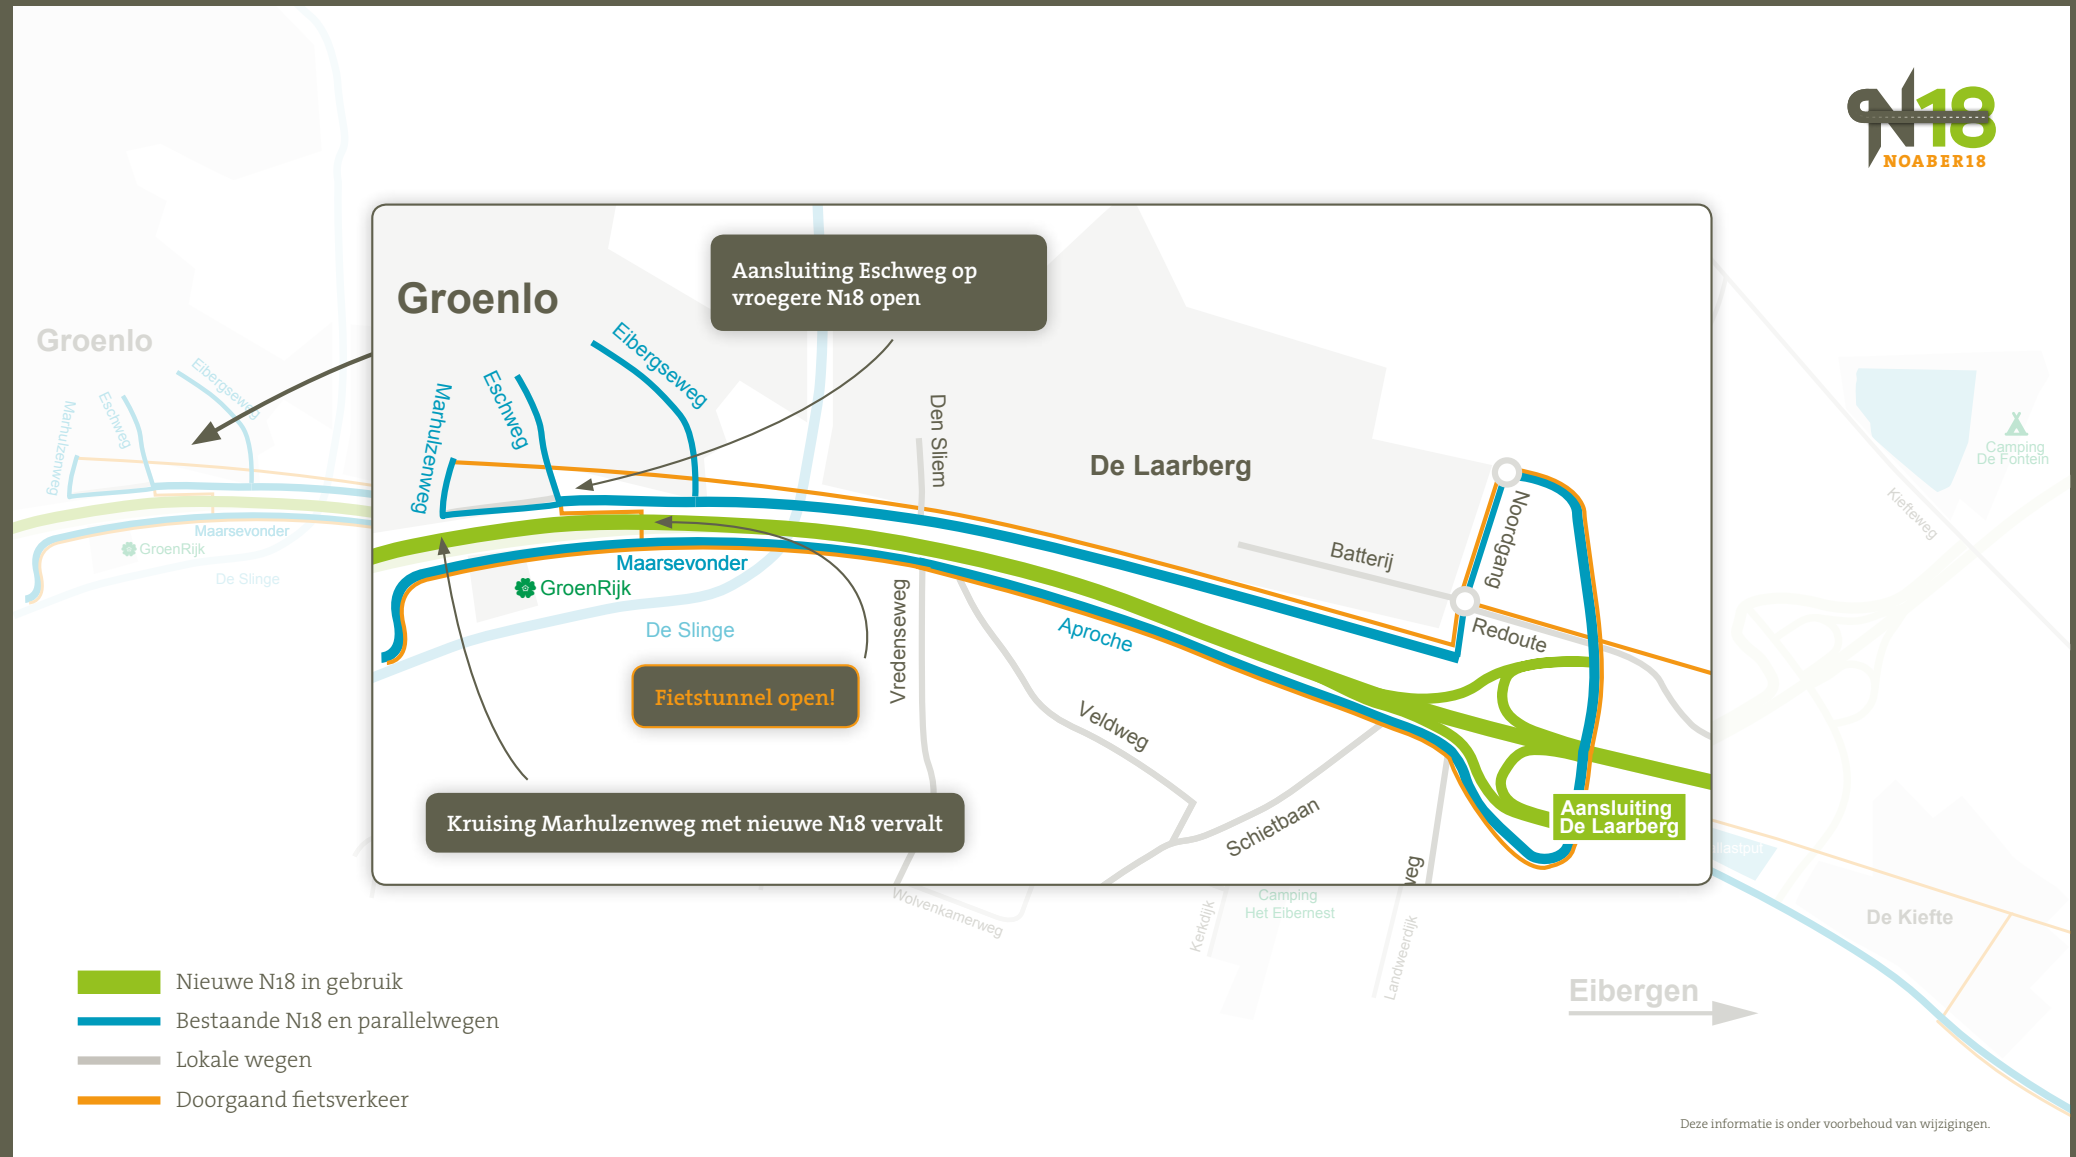 N18
NOABER18
Groenlo
Eibergseweg
Eschweg
Marhulzenweg
Maarsevonder
GroenRijk
De Slinge
Groenlo
Aansluiting Eschweg op
vroegere N18 open
Eibergseweg
Eschweg
Marhulzenweg
Den Sliem
De Laarberg
Noordgang
Batterij
Redoute
Maarsevonder
GroenRijk
De Slinge
Vredenseweg
Aproche
Fietstunnel open!
Veldweg
Kruising Marhulzenweg met nieuwe N18 vervalt
Schietbaan
Aansluiting
De Laarberg
weg
Camping
De Fontein
Kiefteweg
llastput
De Kiefte
Wolvenkamerweg
Kerkdijk
Camping
Het Eibernest
Landweerdijk
Eibergen
Nieuwe N18 in gebruik
Bestaande N18 en parallelwegen
Lokale wegen
Doorgaand fietsverkeer
Deze informatie is onder voorbehoud van wijzigingen.